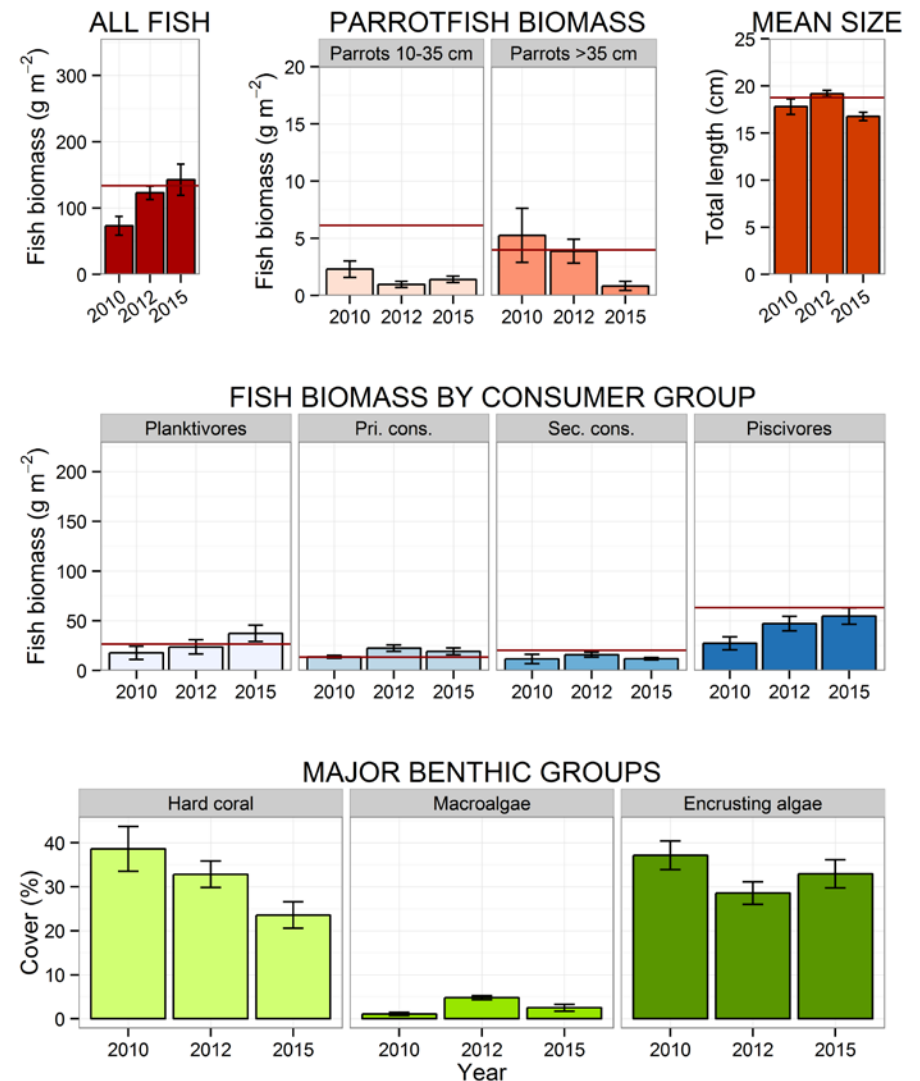 ALL FISH
Fish biomass (g m⁻²)
300
200
100
0
2010 2012 2015
PARROTFISH BIOMASS
Parrots 10-35 cm Parrots >35 cm
Fish biomass (g m⁻²)
20
15
10
5
0
2010 2012 2015 2010 2012 2015
MEAN SIZE
Total length (cm)
25
20
15
10
5
0
2010 2012 2015
FISH BIOMASS BY CONSUMER GROUP
Planktivores Pri. cons. Sec. cons. Piscivores
Fish biomass (g m⁻²)
200
150
100
50
0
2010 2012 2015 2010 2012 2015 2010 2012 2015 2010 2012 2015
MAJOR BENTHIC GROUPS
Hard coral Macroalgae Encrusting algae
Cover (%)
40
30
20
10
0
2010 2012 2015 2010 2012 2015 2010 2012 2015
Year